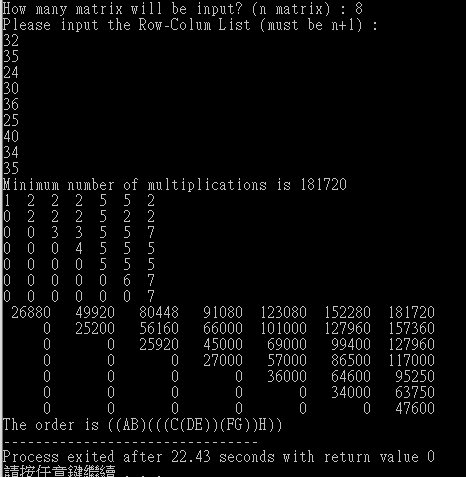 How many matrix will be input? (n matrix) : 8
Please input the Row-Colum List (must be n+1) :
32
35
24
30
36
25
40
34
35
Minimum number of multiplications is 181720
1 2 2 2 5 5 2
0 2 2 2 5 2 2
0 0 3 3 5 5 7
0 0 0 4 5 5 5
0 0 0 0 5 5 5
0 0 0 0 0 6 7
0 0 0 0 0 0 7
26880 49920 80448 91080 123080 152280 181720
0 25200 56160 66000 101000 127960 157360
0 0 25920 45000 69000 99400 127960
0 0 0 27000 57000 86500 117000
0 0 0 0 36000 64600 95250
0 0 0 0 0 34000 63750
0 0 0 0 0 0 47600
The order is ((AB)(((C(DE))(FG))H))
--------------------------------
Process exited after 22.43 seconds with return value 0
請按任意鍵繼續 . . .